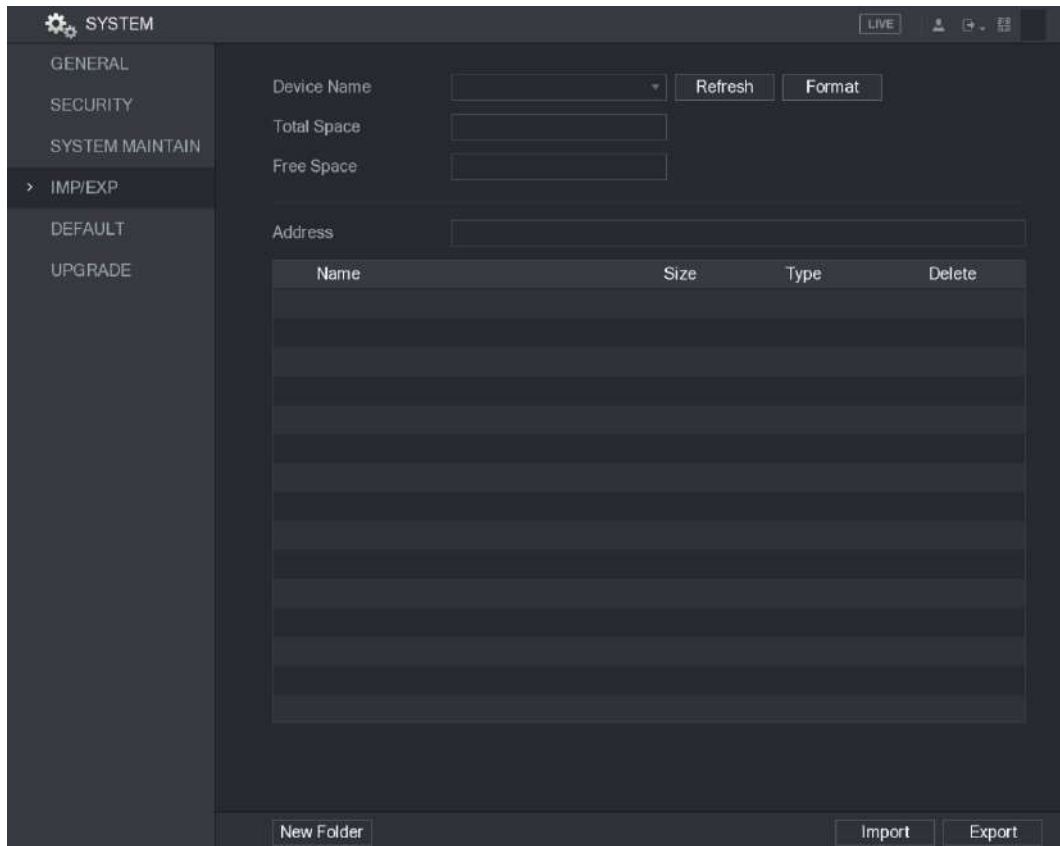 SYSTEM
LIVE
GENERAL
SECURITY
SYSTEM MAINTAIN
IMP/EXP
DEFAULT
UPGRADE
Device Name
Refresh
Format
Total Space
Free Space
Address
Name Size Type Delete
New Folder
Import
Export